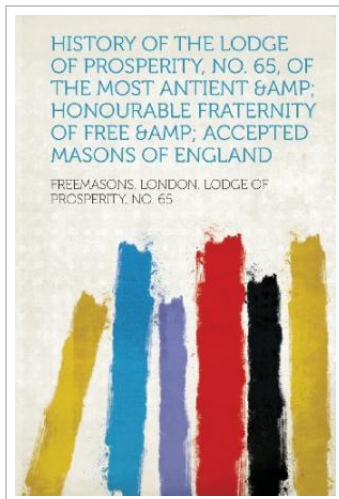 HISTORY OF THE LODGE
OF PROSPERITY, NO. 65, OF
THE MOST ANTIENT &AMP;
HONOURABLE FRATERNITY
OF FREE &AMP; ACCEPTED
MASONS OF ENGLAND
FREEMASONS. LONDON. LODGE OF
PROSPERITY, NO. 65